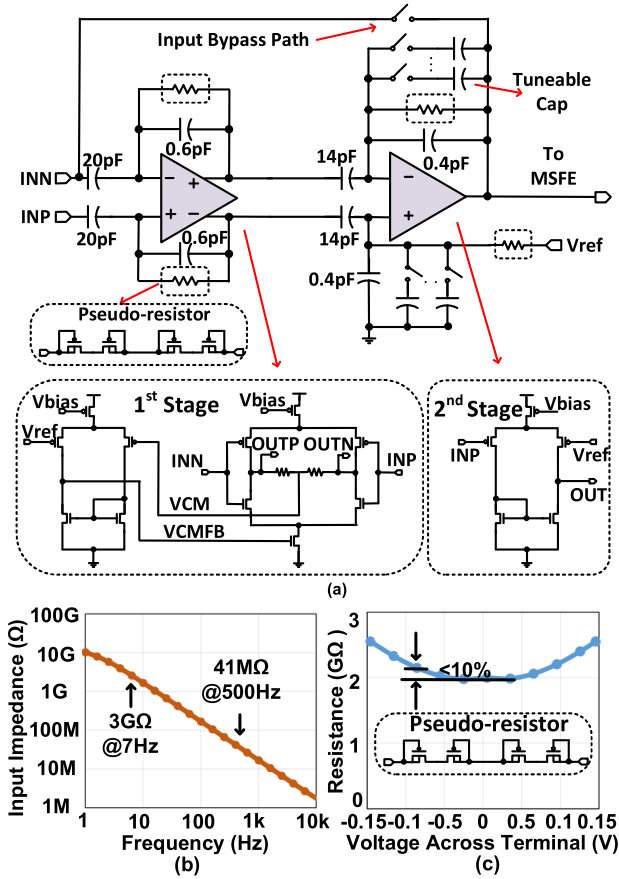 Input Bypass Path
Tuneable
Cap
0.6pF
0.4pF
20pF
14pF
To
MSFE
INN
INP
20pF
0.6pF
14pF
Vref
0.4pF
Pseudo-resistor
Vbias
1st Stage
Vbias
2nd Stage
Vbias
Vref
OUTP
OUTN
INN
INP
INP
Vref
VCM
OUT
VCMFB
(a)
100G
10G
1G
100M
10M
1M
Input Impedance (Ω)
41MΩ
@500Hz
3GΩ
@7Hz
1
10
100
1k
10k
Frequency (Hz)
(b)
3
2
1
0
Resistance (GΩ)
<10%
Pseudo-resistor
-0.15
-0.1
0.05
0
0.05
0.1
0.15
Voltage Across Terminal (V)
(c)